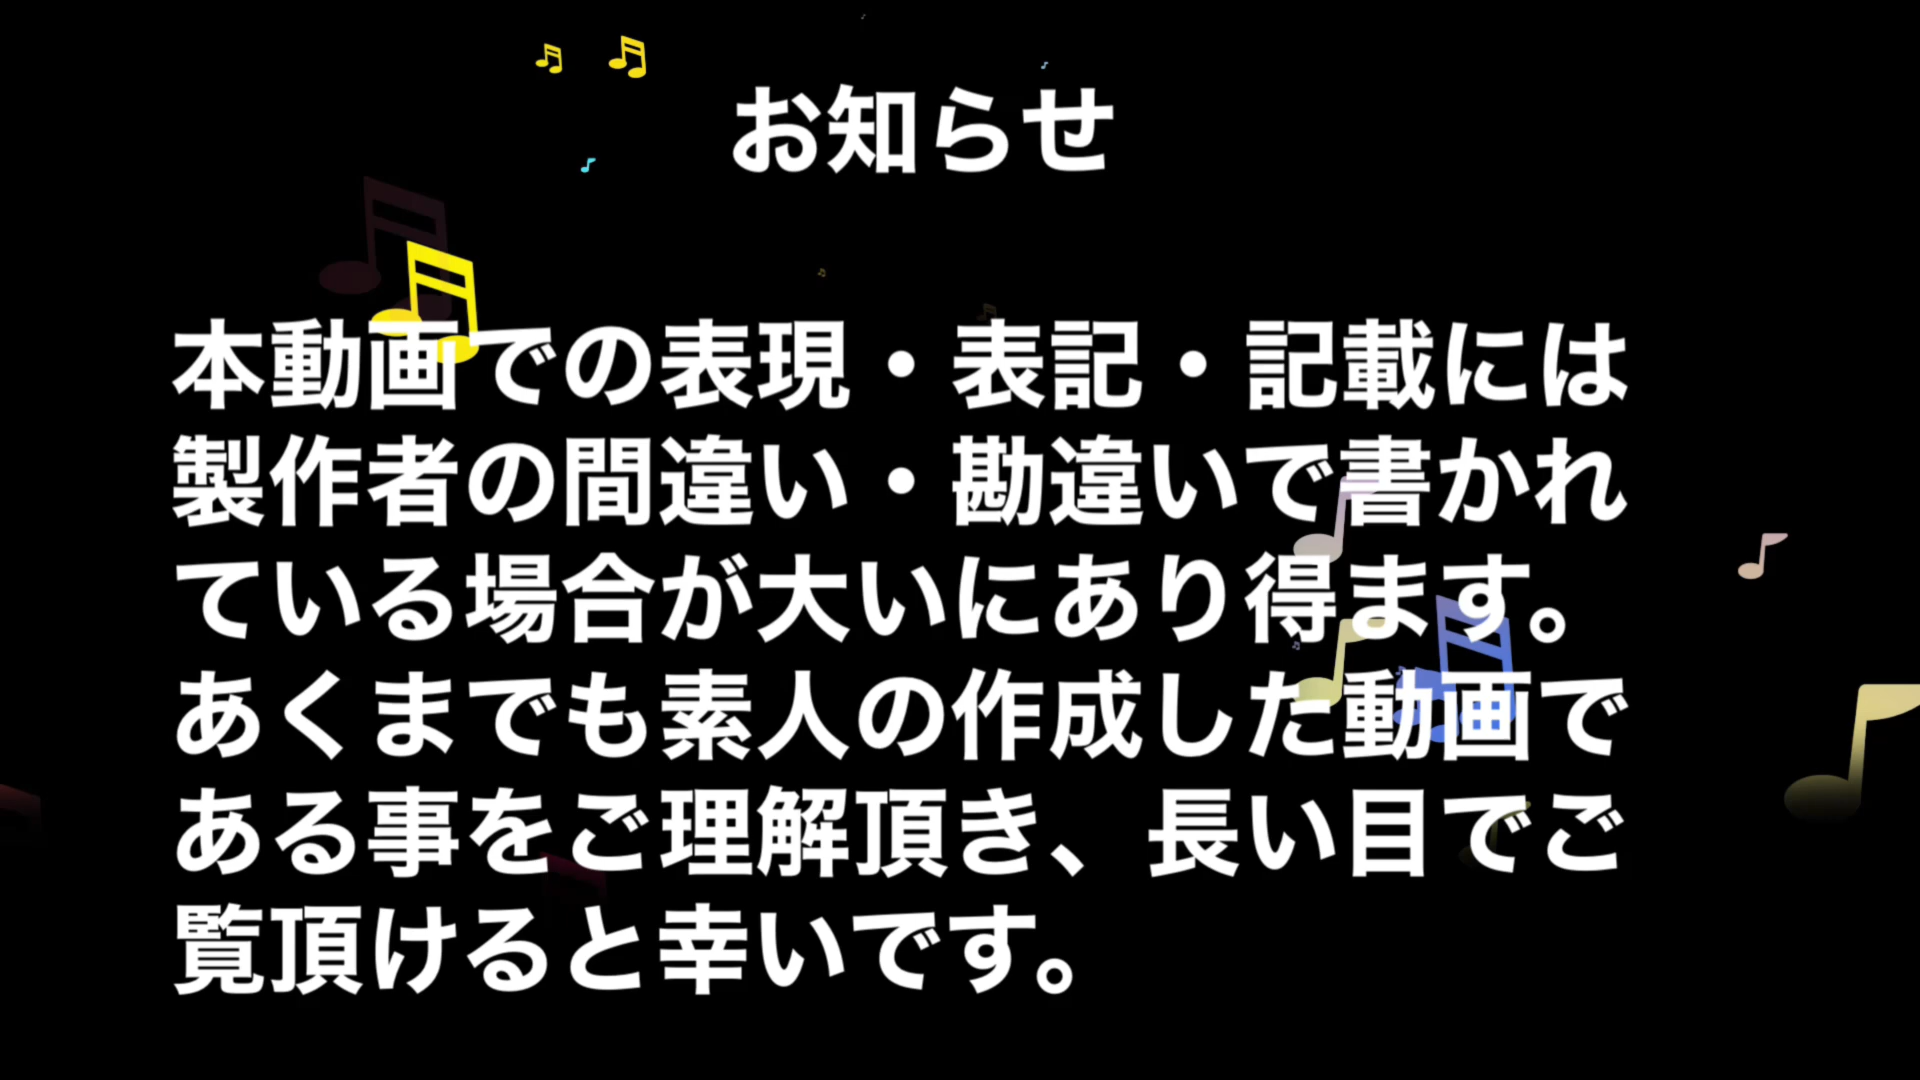 お知らせ
本動画での表現・表記・記載には
製作者の間違い・勘違いで書かれ
ている場合が大いにあり得ます。
あくまでも素人の作成した動画で
ある事をご理解頂き、長い目でご
覧頂けると幸いです。